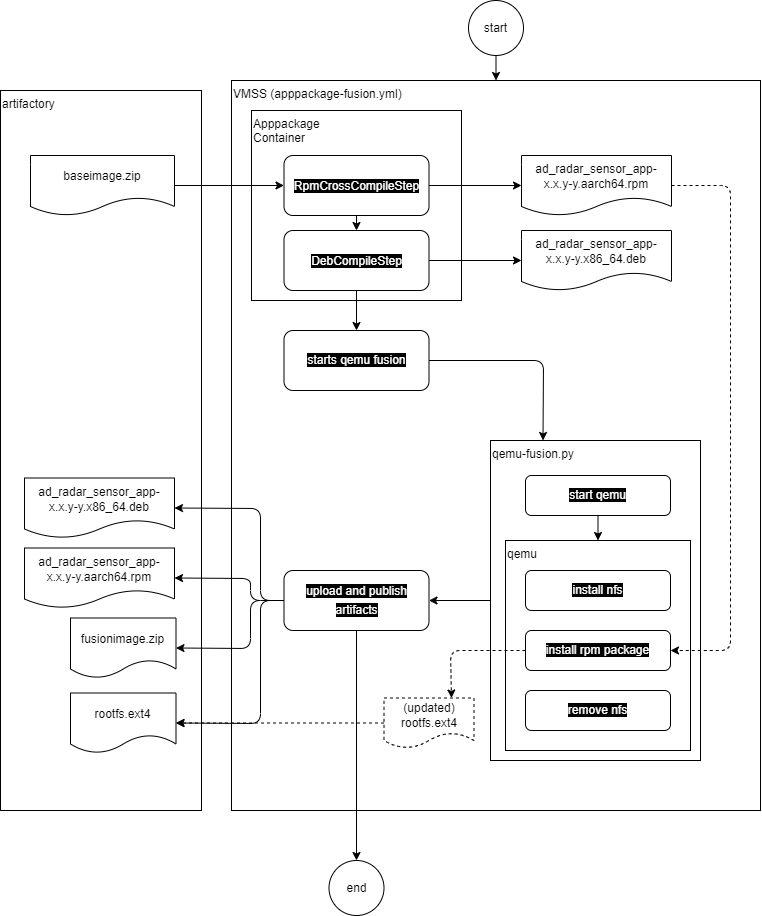 start
VMSS (apppackage-fusion.yml)
artifactory
Apppackage
Container
baseimage.zip
RpmCrossCompileStep
ad_radar_sensor_app-
x.x.y-y.aarch64.rpm
DebCompileStep
ad_radar_sensor_app-
x.x.y-y.x86_64.deb
starts qemu fusion
qemu-fusion.py
start qemu
ad_radar_sensor_app-
x.x.y-y.x86_64.deb
qemu
ad_radar_sensor_app-
x.x.y-y.aarch64.rpm
upload and publish
artifacts
install nfs
fusionimage.zip
install rpm package
rootfs.ext4
(updated)
rootfs.ext4
remove nfs
end